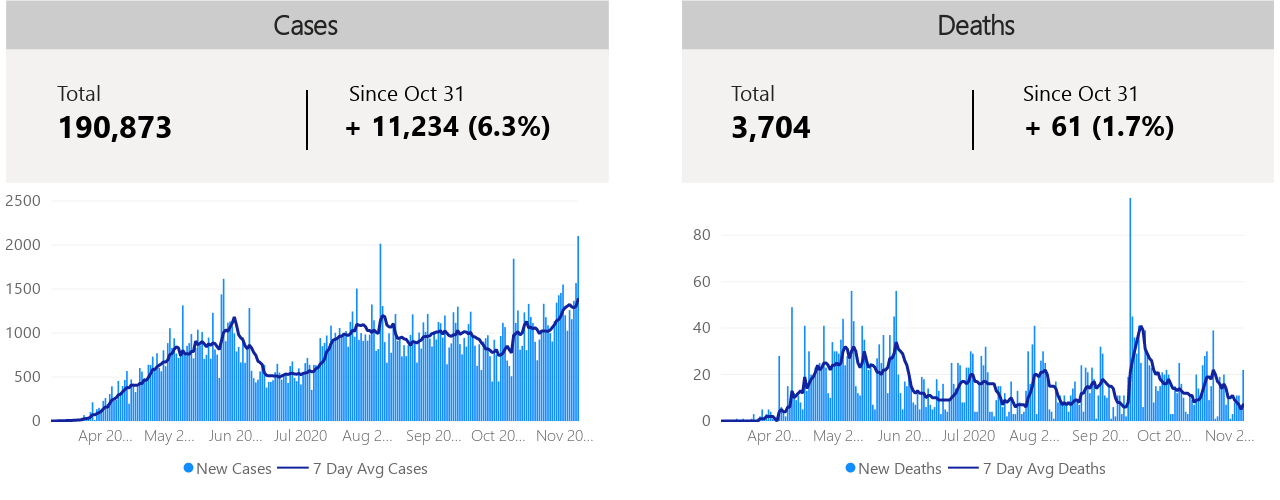 Cases
Total
190,873
Since Oct 31
+ 11,234 (6.3%)
2500
2000
1500
1000
500
0
Apr 20... May 2... Jun 20... Jul 2020 Aug 2... Sep 20... Oct 20... Nov 20...
New Cases 7 Day Avg Cases
Deaths
Total
3,704
Since Oct 31
+ 61 (1.7%)
80
60
40
20
0
Apr 20... May 2... Jun 20... Jul 2020 Aug 2... Sep 20... Oct 20... Nov 2...
New Deaths 7 Day Avg Deaths